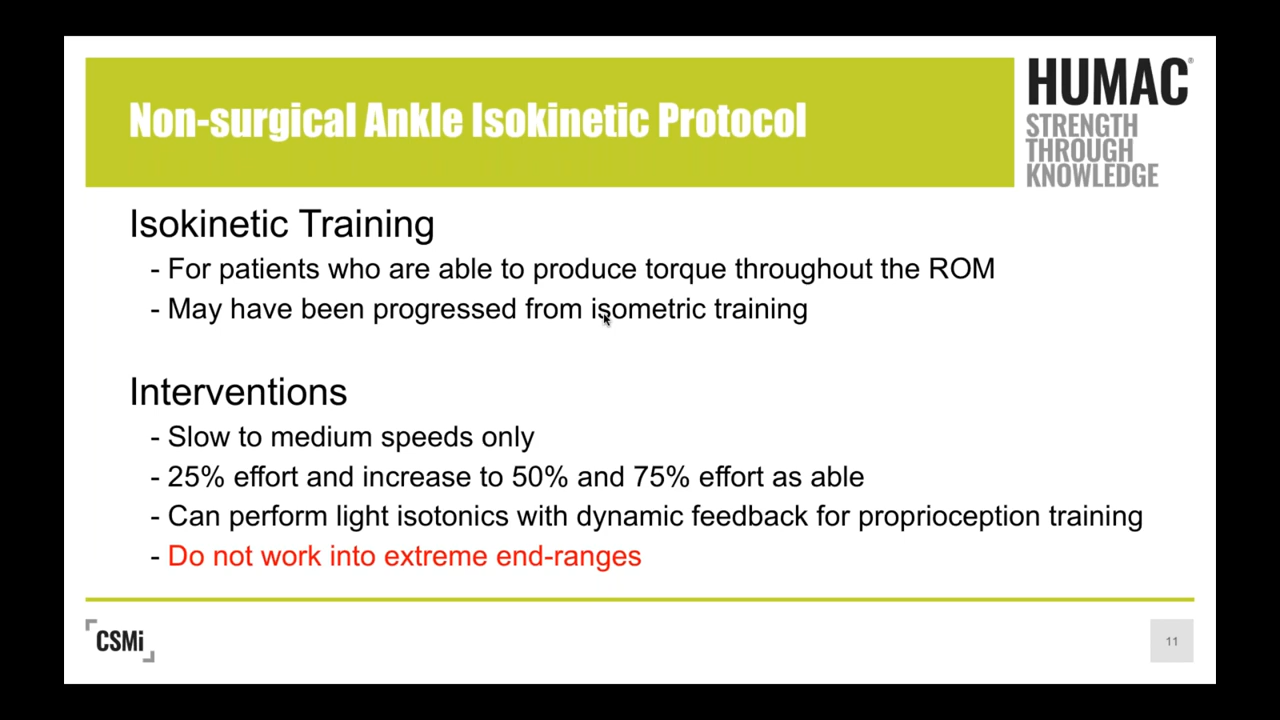 Non-surgical Ankle Isokinetic Protocol
HUMAC®
STRENGTH
THROUGH
KNOWLEDGE
Isokinetic Training
- For patients who are able to produce torque throughout the ROM
- May have been progressed from isometric training
Interventions
- Slow to medium speeds only
- 25% effort and increase to 50% and 75% effort as able
- Can perform light isotonics with dynamic feedback for proprioception training
- Do not work into extreme end-ranges
CSMi
11